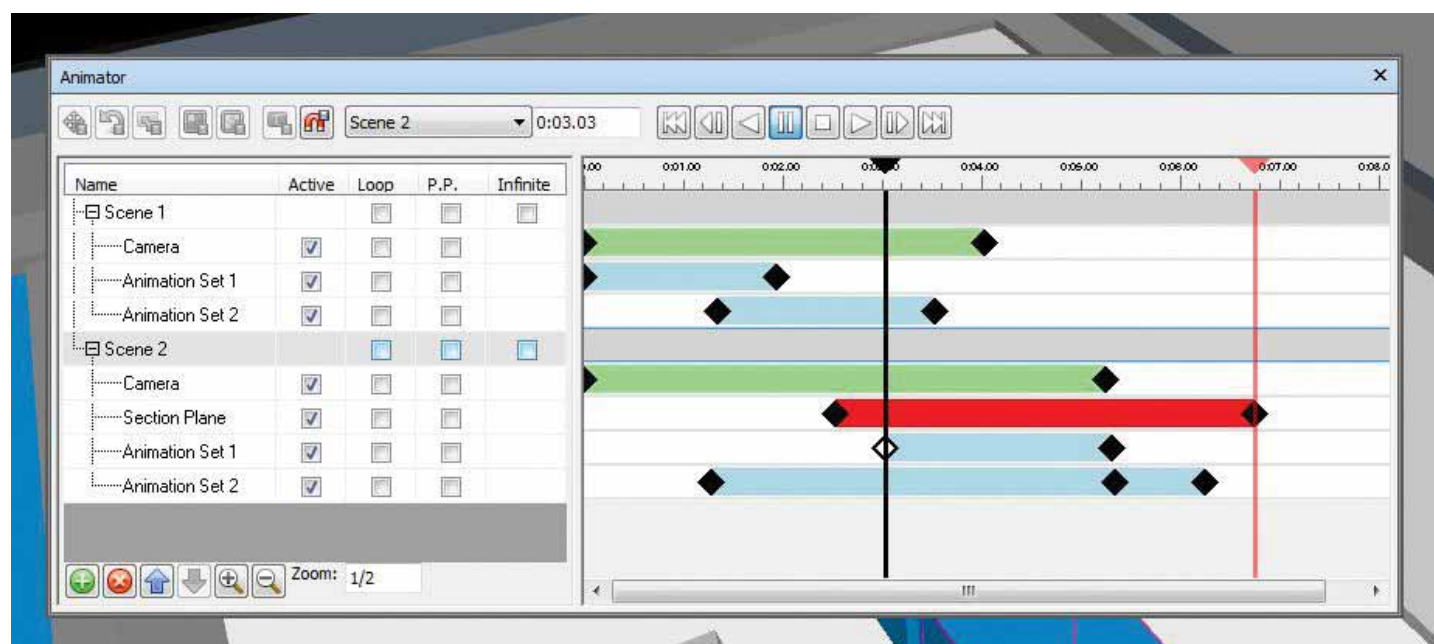 Animator
Scene 2 0:03.03
Name Active Loop P.P. Infinite
0:01.00 0:02.00 0:04.00 0:05.00 0:06.00 0:07.00
Scene 1
Camera
Animation Set 1
Animation Set 2
Scene 2
Camera
Section Plane
Animation Set 1
Animation Set 2
Zoom: 1/2